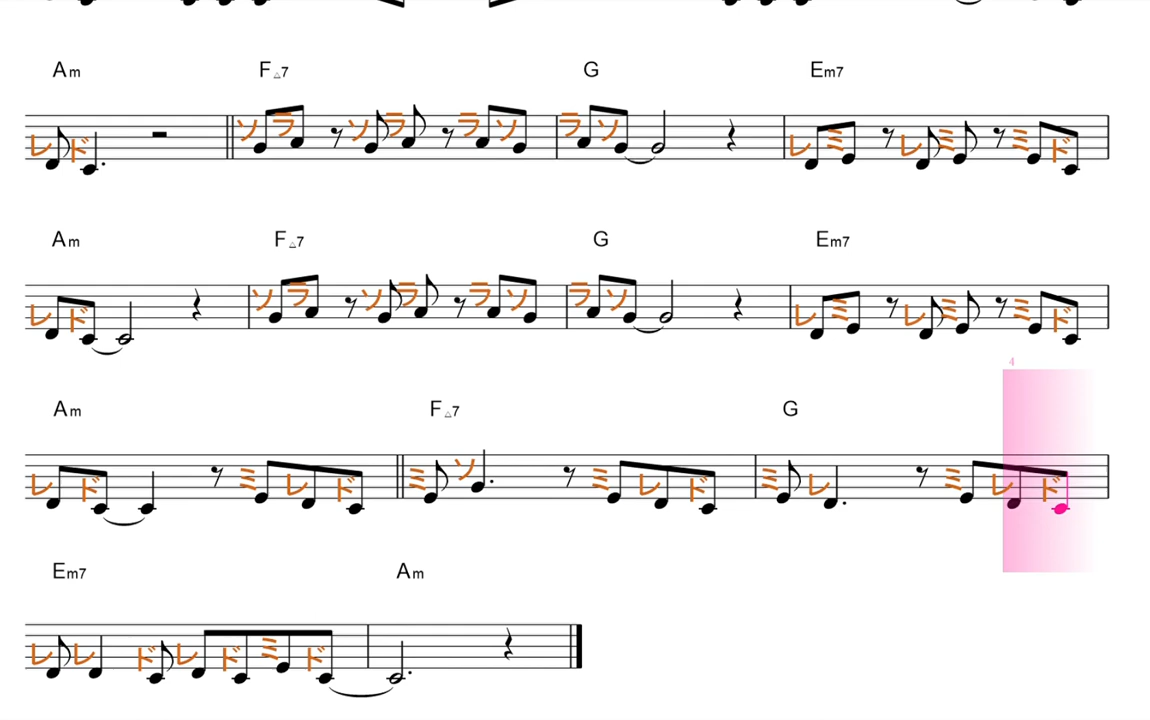 Am F△7 G Em7
レ ド ソ ラ ソ ラ ラ ソ ラ ソ レ ミ レ ミ ミ ド
Am F△7 G Em7
レ ド ソ ラ ソ ラ ラ ソ ラ ソ レ ミ レ ミ ミ ド
4
Am F△7 G
レ ド ミ レ ド ミ ソ ミ レ ド ミ レ ミ レ ド
Em7 Am
レ レ ド レ ド ミ ド